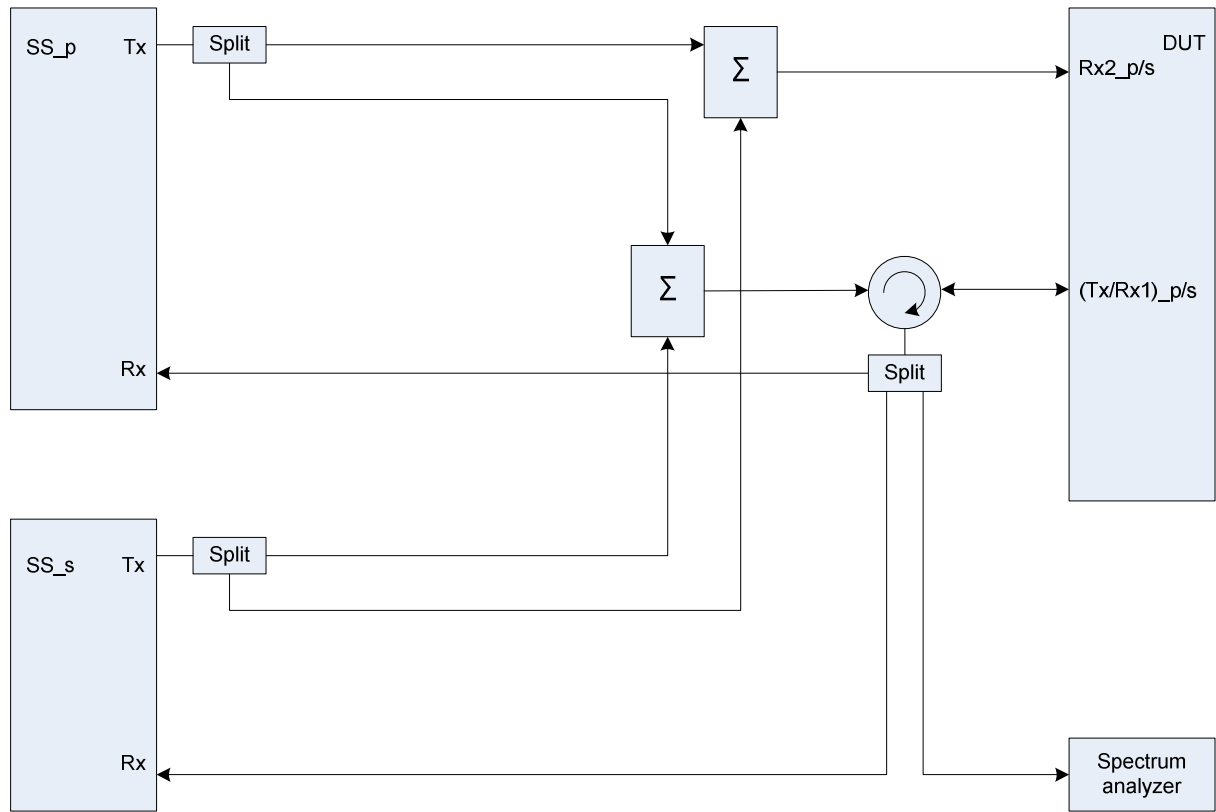 SS_p
Tx
Split
Σ
DUT
Rx2_p/s
Σ
(Tx/Rx1)_p/s
Rx
Split
SS_s
Tx
Split
Rx
Spectrum
analyzer